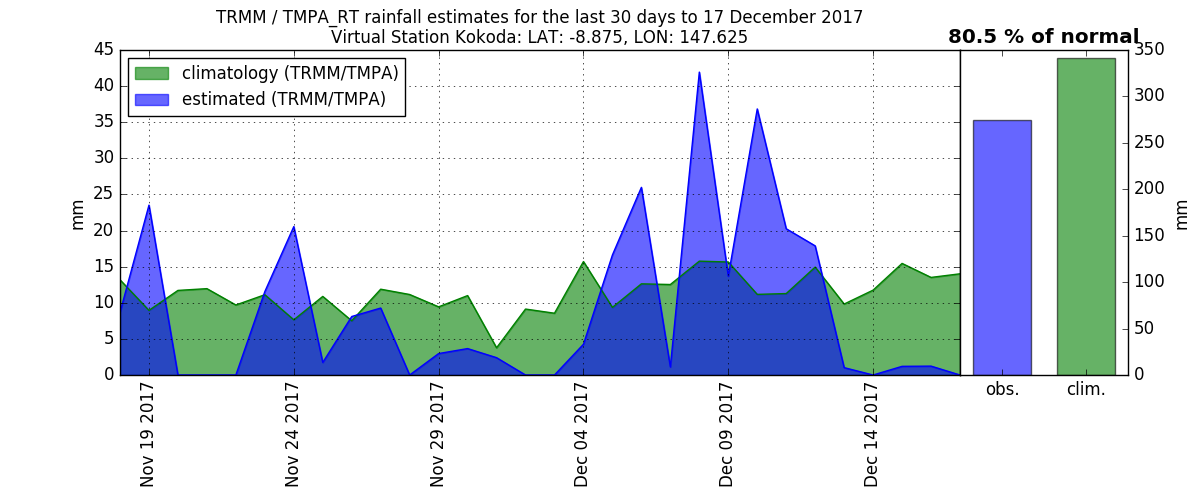 TRMM / TMPA_RT rainfall estimates for the last 30 days to 17 December 2017
Virtual Station Kokoda: LAT: -8.875, LON: 147.625
80.5 % of normal
climatology (TRMM/TMPA)
estimated (TRMM/TMPA)
45
40
35
30
25
20
15
10
5
0
mm
Nov 19 2017
Nov 24 2017
Nov 29 2017
Dec 04 2017
Dec 09 2017
Dec 14 2017
obs.
clim.
350
300
250
200
150
100
50
0
mm